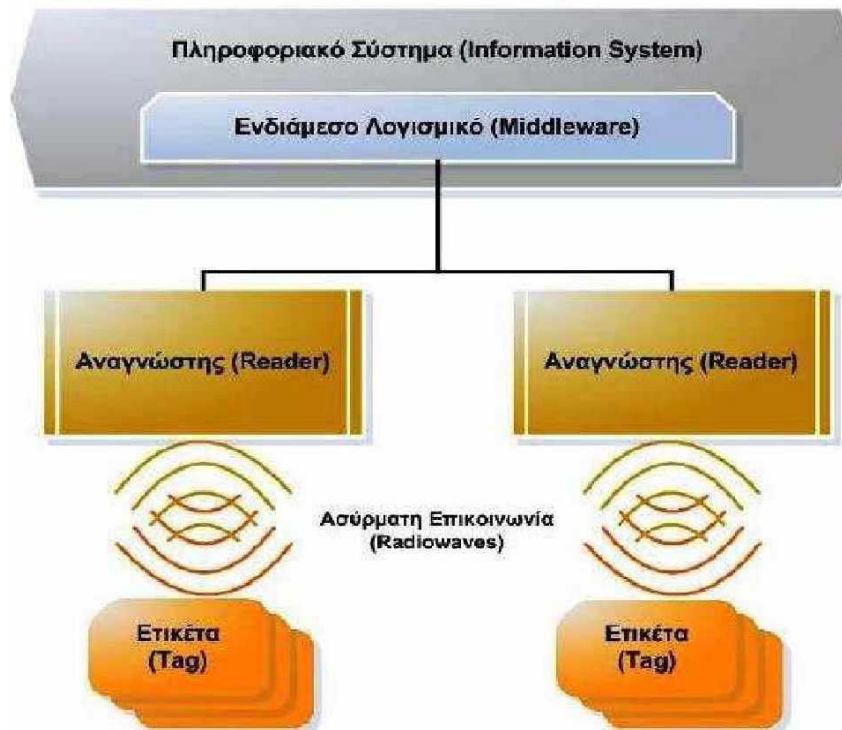 Πληροφοριακό Σύστημα (Information System)
Ενδιάμεσο Λογισμικό (Middleware)
Αναγνώστης (Reader)
Αναγνώστης (Reader)
Ασύρματη Επικοινωνία
(Radiowaves)
Ετικέτα
(Tag)
Ετικέτα
(Tag)